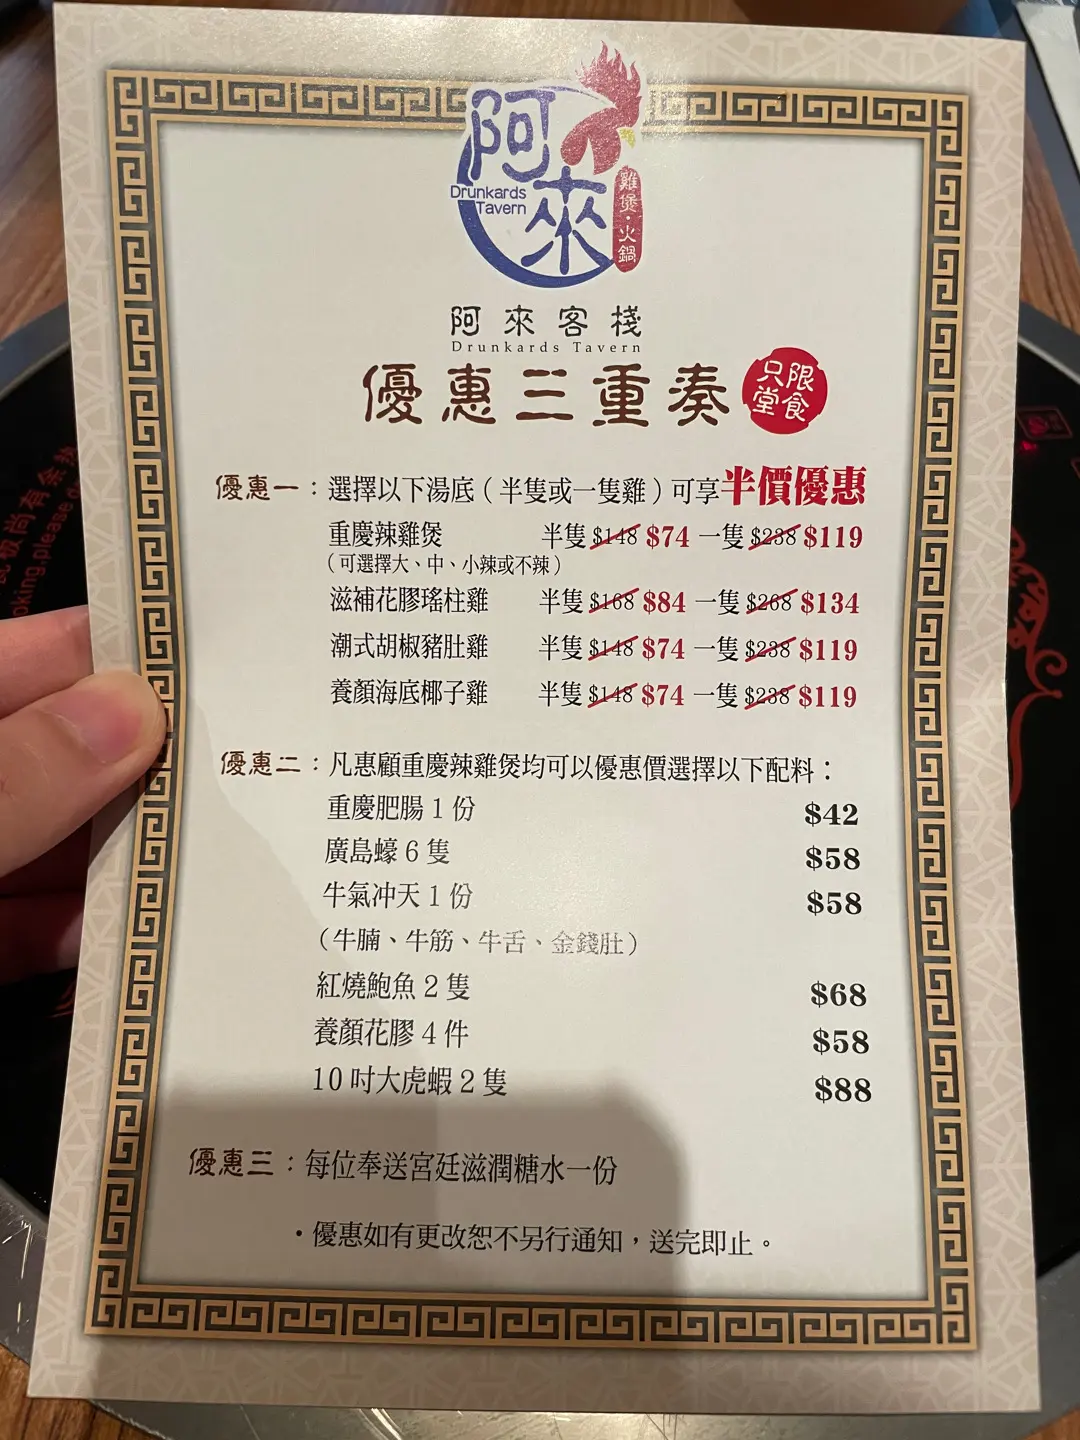 阿來
Drunkards
Tavern
雞煲·火鍋
阿來客棧
Drunkards Tavern
優惠三重奏
只限堂食
優惠一：選擇以下湯底（半隻或一隻雞）可享半價優惠
重慶辣雞煲 半隻 $148 $74 一隻 $238 $119
（可選擇大、中、小辣或不辣）
滋補花膠瑤柱雞 半隻 $168 $84 一隻 $268 $134
潮式胡椒豬肚雞 半隻 $148 $74 一隻 $238 $119
養顏海底椰子雞 半隻 $148 $74 一隻 $238 $119
優惠二：凡惠顧重慶辣雞煲均可以優惠價選擇以下配料：
重慶肥腸 1 份 $42
廣島蠔 6 隻 $58
牛氣冲天 1 份 $58
（牛腩、牛筋、牛舌、金錢肚）
紅燒鮑魚 2 隻 $68
養顏花膠 4 件 $58
10 吋大虎蝦 2 隻 $88
優惠三：每位奉送宮廷滋潤糖水一份
・優惠如有更改恕不另行通知，送完即止。
尚有余熱
please